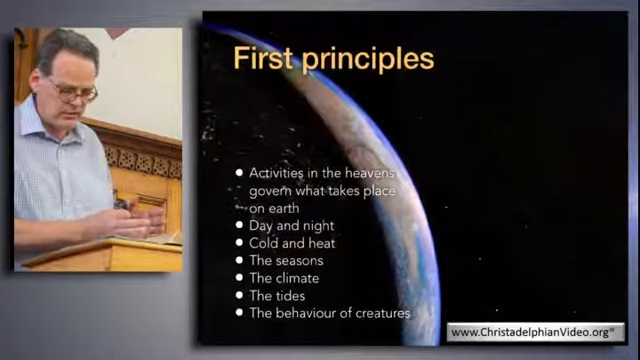 First principles
• Activities in the heavens
govern what takes place
on earth
• Day and night
• Cold and heat
• The seasons
• The climate
• The tides
• The behaviour of creatures
www.ChristadelphianVideo.org®